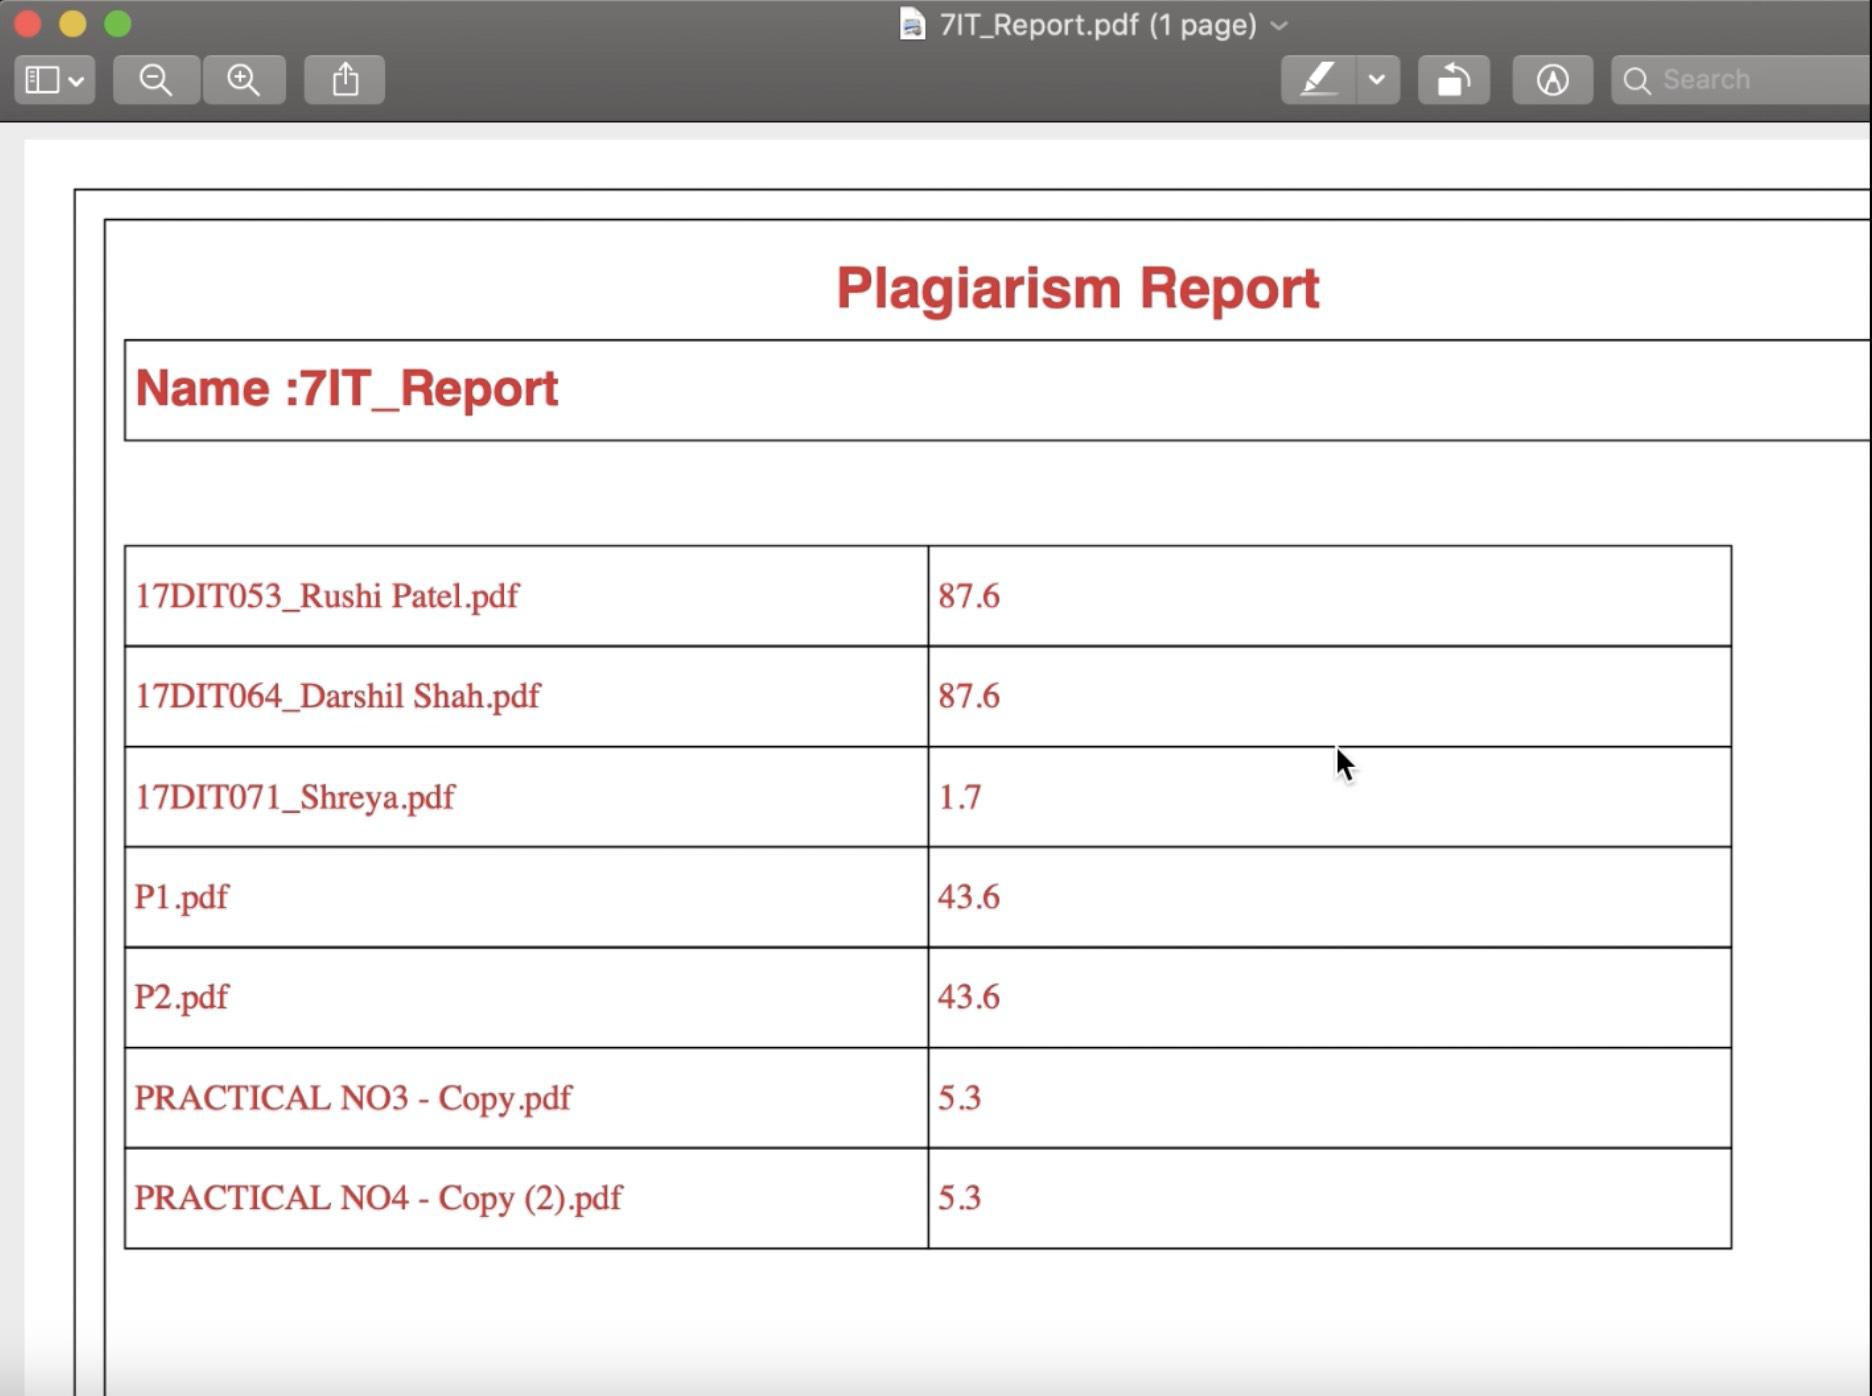 7IT_Report.pdf (1 page)
Search
Plagiarism Report
Name :7IT_Report
17DIT053_Rushi Patel.pdf 87.6
17DIT064_Darshil Shah.pdf 87.6
17DIT071_Shreya.pdf 1.7
P1.pdf 43.6
P2.pdf 43.6
PRACTICAL NO3 - Copy.pdf 5.3
PRACTICAL NO4 - Copy (2).pdf 5.3